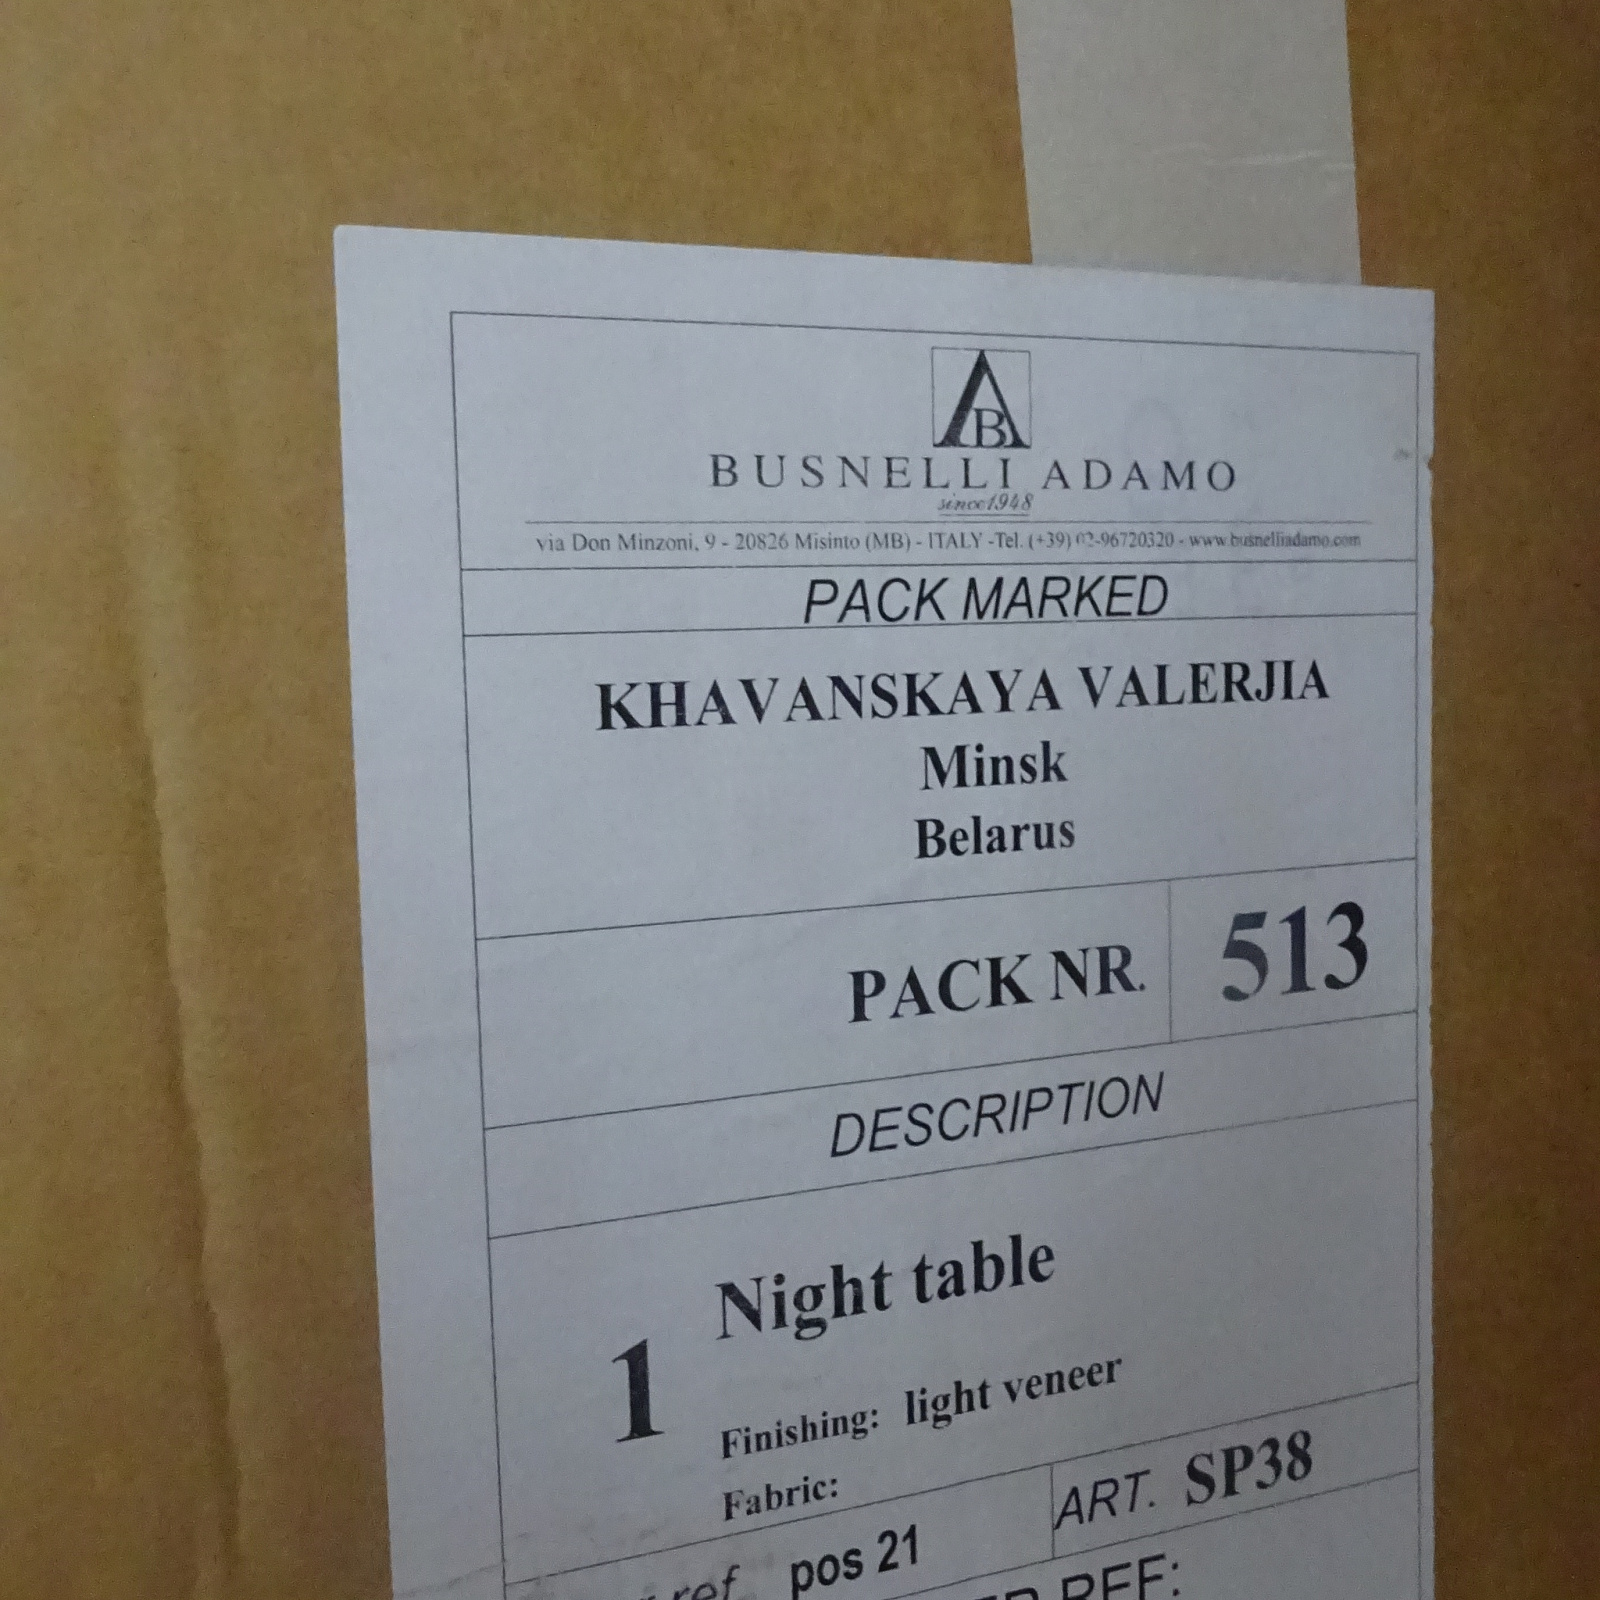 AB
BUSNELLI ADAMO
since1948
via Don Minzoni, 9 - 20826 Misinto (MB) - ITALY -Tel. (+39) 02-96720320 - www.busnelliadamo.com
PACK MARKED
KHAVANSKAYA VALERJIA
Minsk
Belarus
PACK NR. 513
DESCRIPTION
1 Night table
Finishing: light veneer
Fabric:
ref pos 21 ART. SP38
REF: